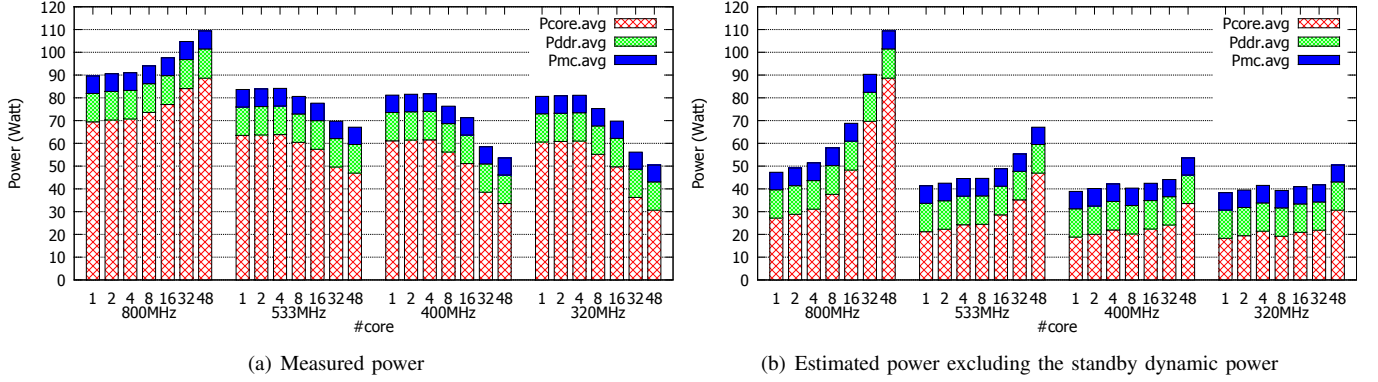 120
110
100
90
80
70
60
50
40
30
20
10
0
Power (Watt)
Pcore.avg
Pddr.avg
Pmc.avg
1 2 4 8 16 32 48 1 2 4 8 16 32 48 1 2 4 8 16 32 48 1 2 4 8 16 32 48
800MHz 533MHz 400MHz 320MHz
#core
(a) Measured power
120
110
100
90
80
70
60
50
40
30
20
10
0
Power (Watt)
Pcore.avg
Pddr.avg
Pmc.avg
1 2 4 8 16 32 48 1 2 4 8 16 32 48 1 2 4 8 16 32 48 1 2 4 8 16 32 48
800MHz 533MHz 400MHz 320MHz
#core
(b) Estimated power excluding the standby dynamic power